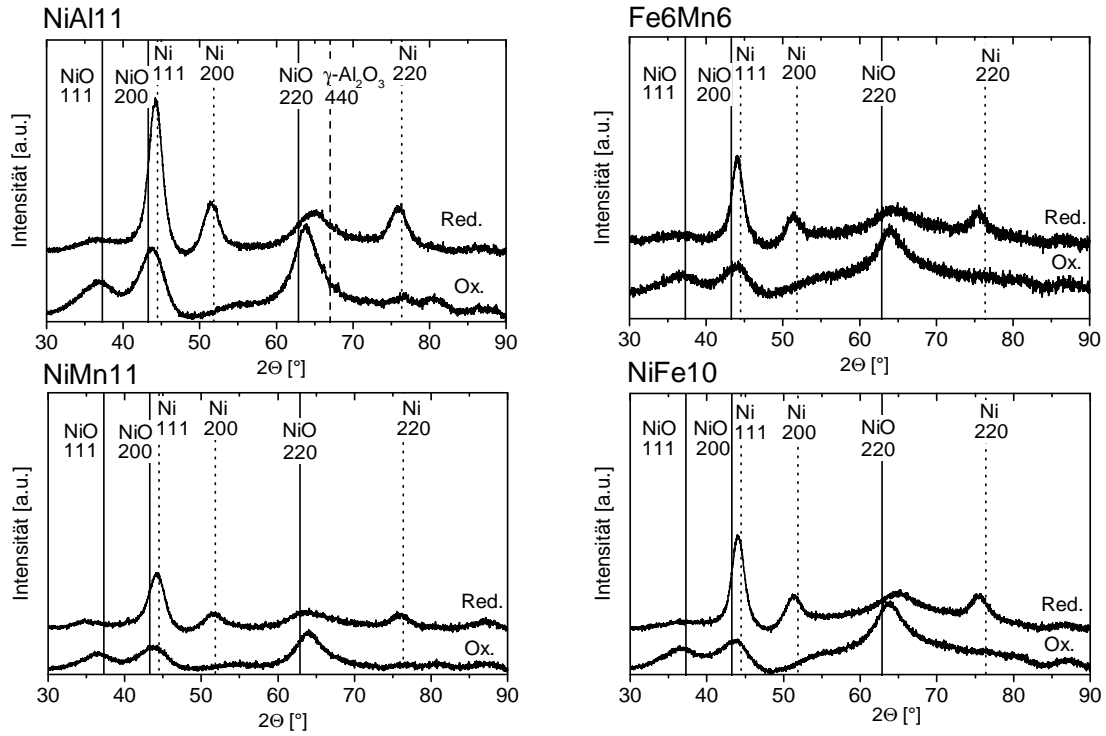 NiAl11
NiO
111
NiO
200
Ni
111
Ni
200
NiO
220
γ-Al2O3
440
Ni
220
Red.
Ox.
Intensität [a.u.]
30 40 50 60 70 80 90
2Θ [°]
Fe6Mn6
NiO
111
NiO
200
Ni
111
Ni
200
NiO
220
Ni
220
Red.
Ox.
Intensität [a.u.]
30 40 50 60 70 80 90
2Θ [°]
NiMn11
NiO
111
NiO
200
Ni
111
Ni
200
NiO
220
Ni
220
Red.
Ox.
Intensität [a.u.]
30 40 50 60 70 80 90
2Θ [°]
NiFe10
NiO
111
NiO
200
Ni
111
Ni
200
NiO
220
Ni
220
Red.
Ox.
Intensität [a.u.]
30 40 50 60 70 80 90
2Θ [°]